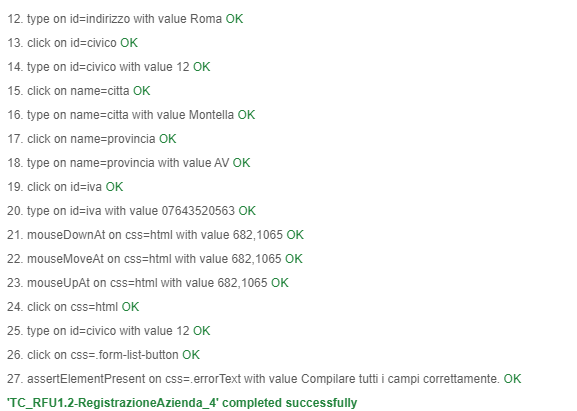 12. type on id=indirizzo with value Roma OK
13. click on id=civico OK
14. type on id=civico with value 12 OK
15. click on name=citta OK
16. type on name=citta with value Montella OK
17. click on name=provincia OK
18. type on name=provincia with value AV OK
19. click on id=iva OK
20. type on id=iva with value 07643520563 OK
21. mouseDownAt on css=html with value 682,1065 OK
22. mouseMoveAt on css=html with value 682,1065 OK
23. mouseUpAt on css=html with value 682,1065 OK
24. click on css=html OK
25. type on id=civico with value 12 OK
26. click on css=.form-list-button OK
27. assertElementPresent on css=.errorText with value Compilare tutti i campi correttamente. OK
'TC_RFU1.2-RegistrazioneAzienda_4' completed successfully